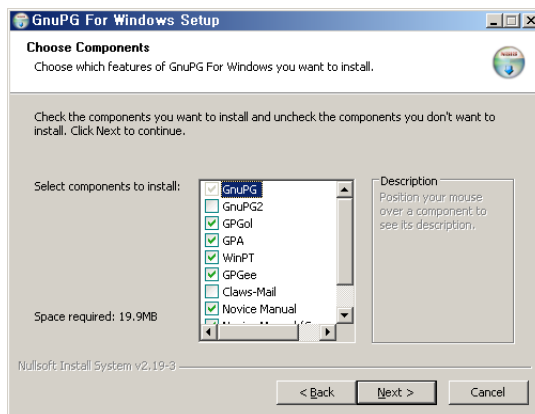 GnuPG For Windows Setup
Choose Components
Choose which features of GnuPG For Windows you want to install.
Check the components you want to install and uncheck the components you don't want to
install. Click Next to continue.
Select components to install:
GnuPG
GnuPG2
GPGol
GPA
WinPT
GPGee
Claws-Mail
Novice Manual
Description
Position your mouse
over a component to
see its description.
Space required: 19.9MB
Nullsoft Install System v2.19-3
< Back
Next >
Cancel